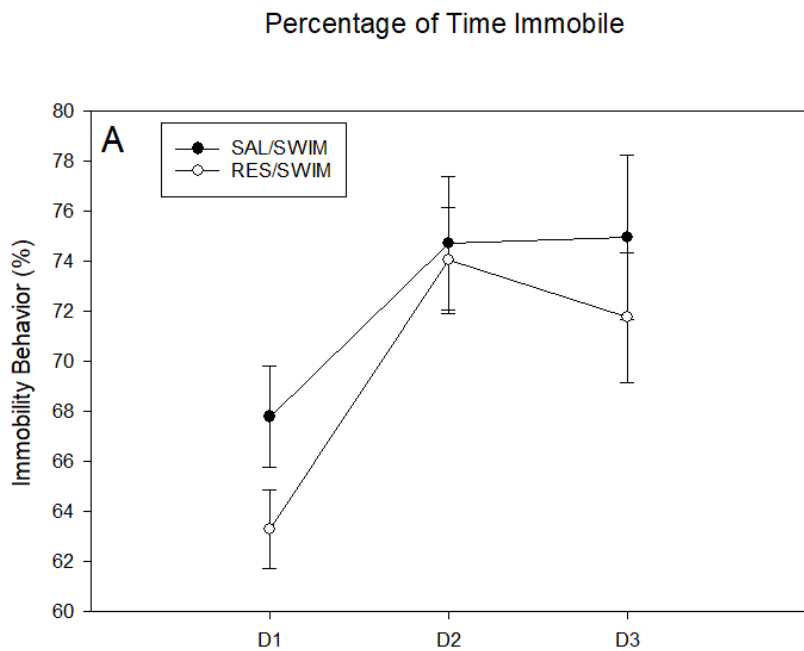 Percentage of Time Immobile
A
SAL/SWIM
RES/SWIM
Immobility Behavior (%)
80
78
76
74
72
70
68
66
64
62
60
D1 D2 D3